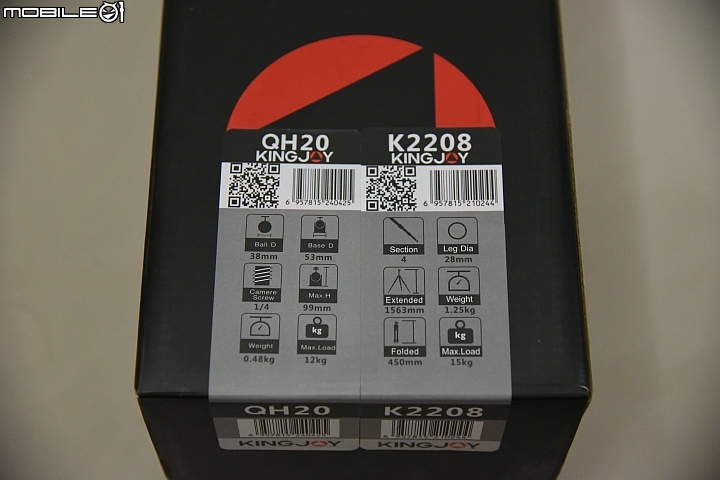 MOBILE01
QH20
KINGJOY
6 957815 240425
Ball D
38mm
Base D
53mm
Camere Screw
1/4
Max.H
99mm
Weight
0.48kg
Max.Load
12kg
K2208
KINGJOY
6 957815 210244
Section
4
Leg Dia
28mm
Extended
1563mm
Weight
1.25kg
Folded
450mm
kg
kg
Max.Load
15kg
QH20
KINGJOY
K2208
KINGJOY